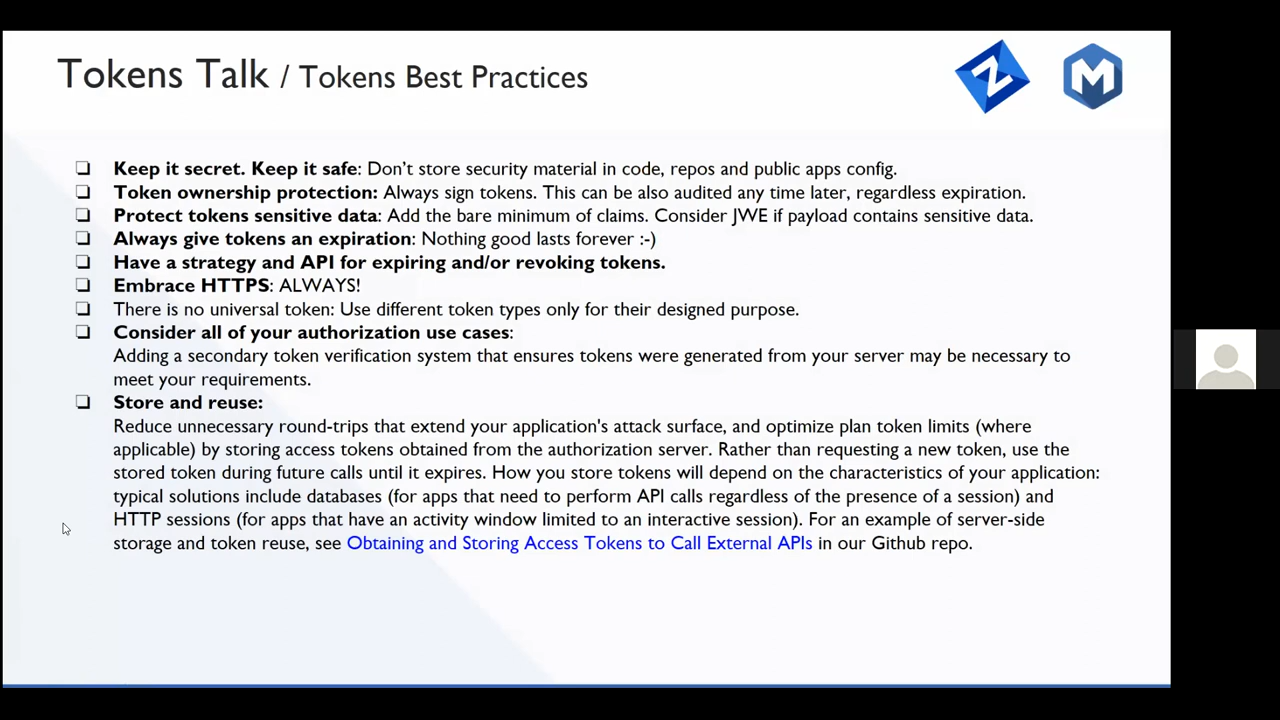 Tokens Talk / Tokens Best Practices
Z M
❑ Keep it secret. Keep it safe: Don’t store security material in code, repos and public apps config.
❑ Token ownership protection: Always sign tokens. This can be also audited any time later, regardless expiration.
❑ Protect tokens sensitive data: Add the bare minimum of claims. Consider JWE if payload contains sensitive data.
❑ Always give tokens an expiration: Nothing good lasts forever :-)
❑ Have a strategy and API for expiring and/or revoking tokens.
❑ Embrace HTTPS: ALWAYS!
❑ There is no universal token: Use different token types only for their designed purpose.
❑ Consider all of your authorization use cases:
Adding a secondary token verification system that ensures tokens were generated from your server may be necessary to
meet your requirements.
❑ Store and reuse:
Reduce unnecessary round-trips that extend your application's attack surface, and optimize plan token limits (where
applicable) by storing access tokens obtained from the authorization server. Rather than requesting a new token, use the
stored token during future calls until it expires. How you store tokens will depend on the characteristics of your application:
typical solutions include databases (for apps that need to perform API calls regardless of the presence of a session) and
HTTP sessions (for apps that have an activity window limited to an interactive session). For an example of server-side
storage and token reuse, see Obtaining and Storing Access Tokens to Call External APIs in our Github repo.